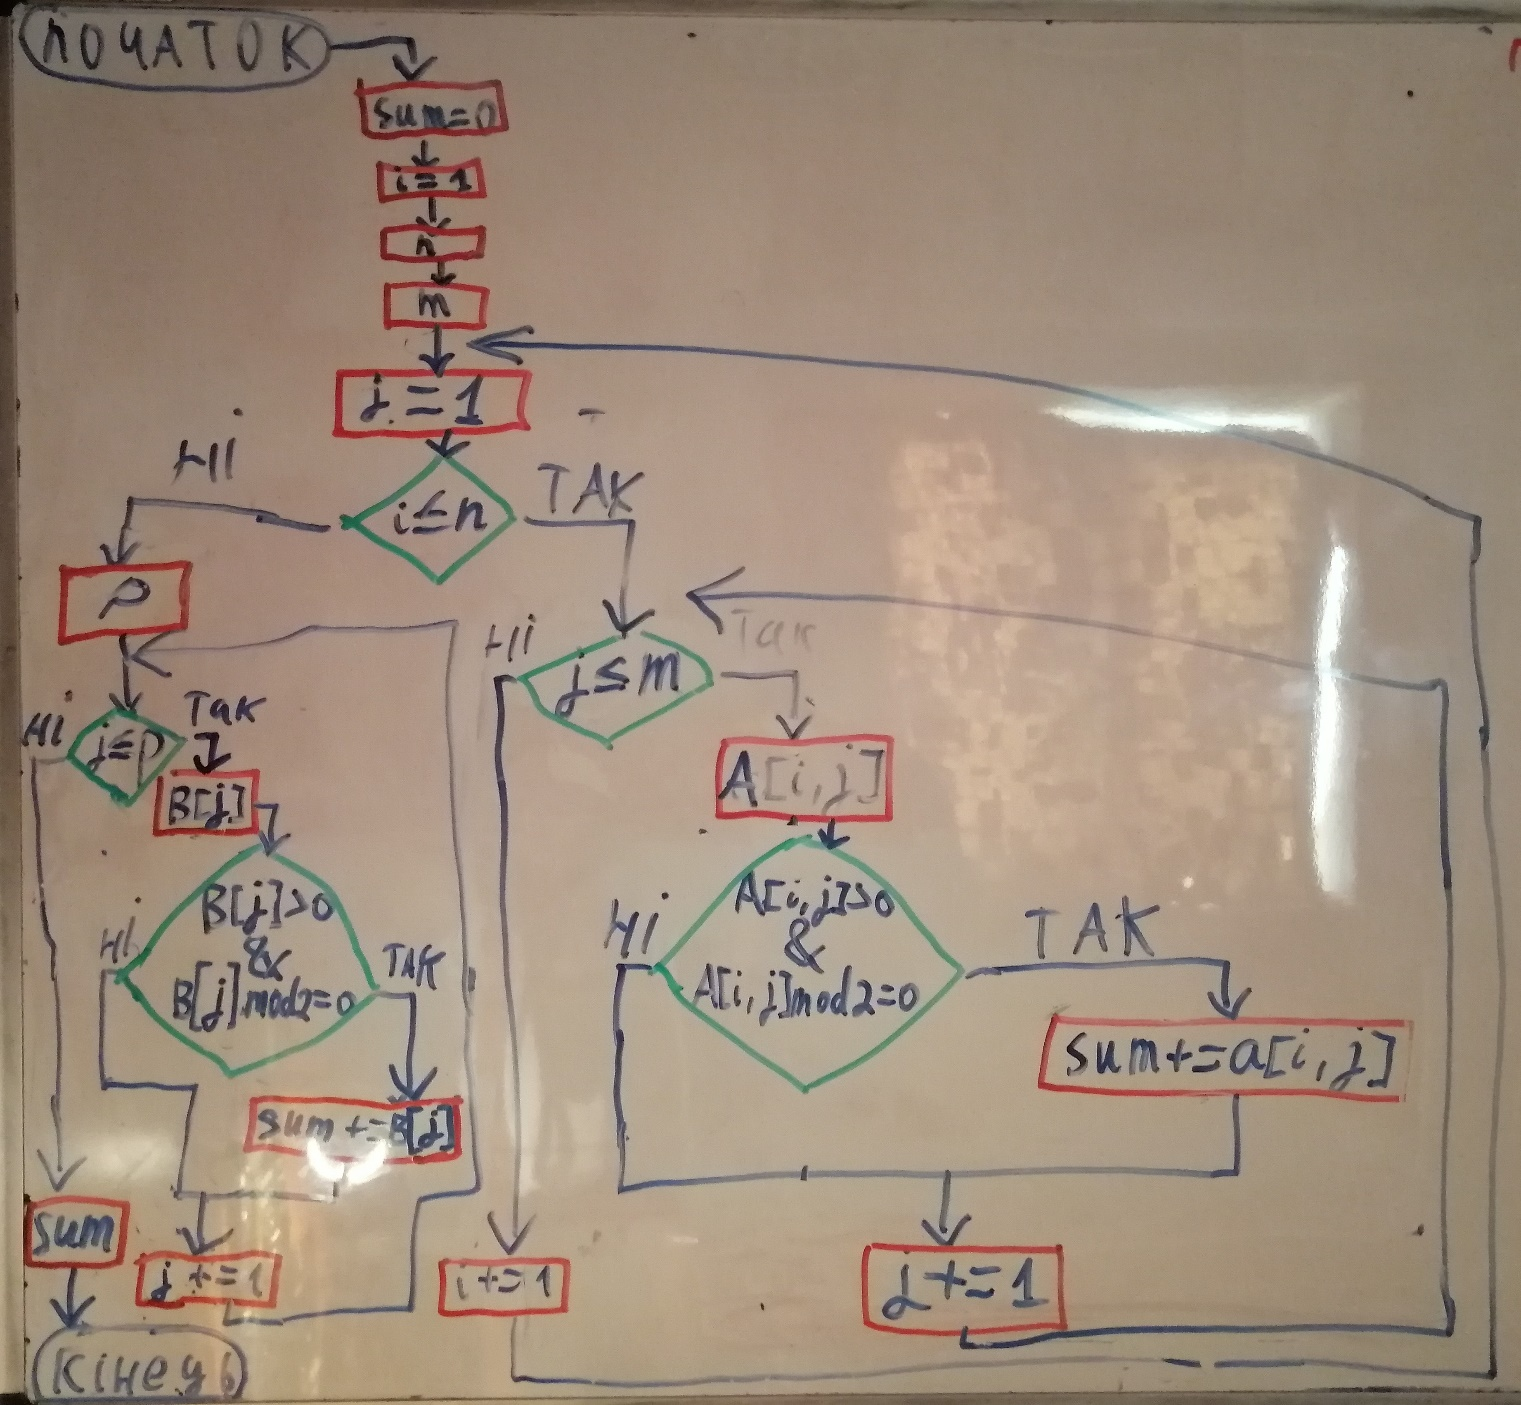 ПОЧАТОК
sum=0
i=1
n
m
j=1
i≤n
НІ
ТАК
P
j≤m
Ні
Так
j≤p
Ні
Так
B[j]
A[i,j]
B[j]>0
&
B[j]mod2=0
Ні
ТАК
A[i,j]>0
&
A[i,j]mod2=0
Ні
ТАК
sum+=a[i,j]
sum+=B[j]
sum
j+=1
i+=1
j+=1
кінець